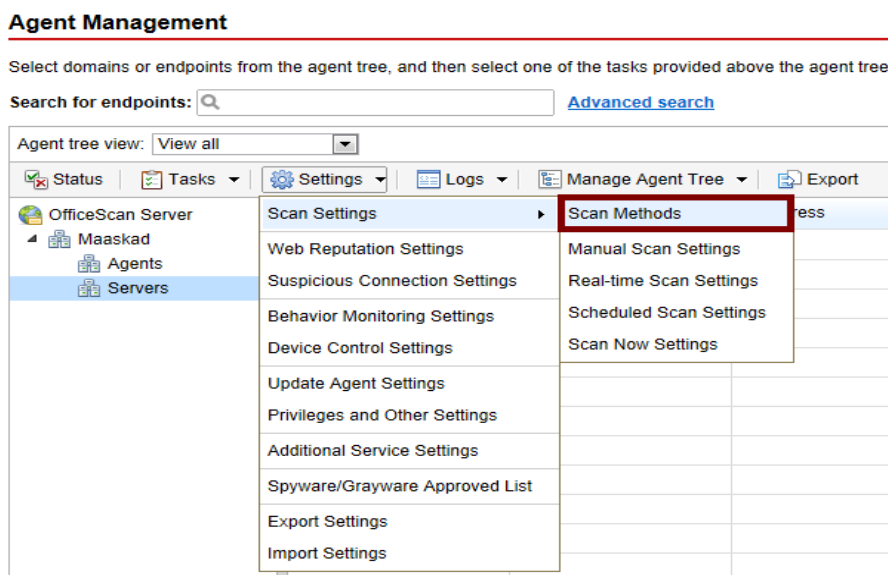 Agent Management
Select domains or endpoints from the agent tree, and then select one of the tasks provided above the agent tree
Search for endpoints:
Advanced search
Agent tree view: View all
Status Tasks Settings Logs Manage Agent Tree Export
OfficeScan Server
Maaskad
Agents
Servers
Scan Settings
Web Reputation Settings
Suspicious Connection Settings
Behavior Monitoring Settings
Device Control Settings
Update Agent Settings
Privileges and Other Settings
Additional Service Settings
Spyware/Grayware Approved List
Export Settings
Import Settings
Scan Methods
Manual Scan Settings
Real-time Scan Settings
Scheduled Scan Settings
Scan Now Settings
ress